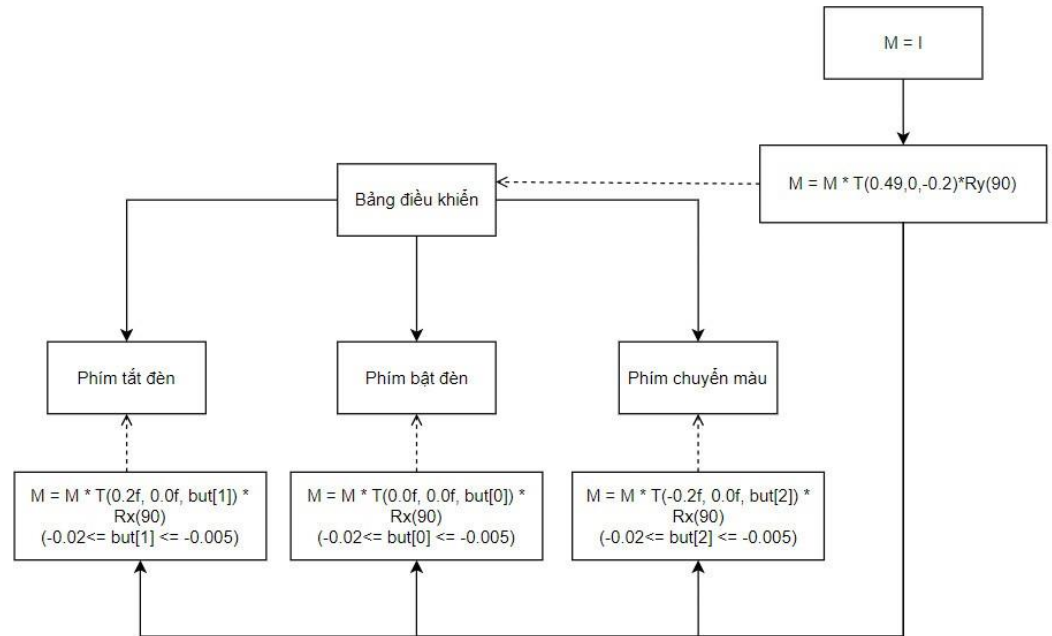 M = I
M = M * T(0.49,0,-0.2)*Ry(90)
Bảng điều khiển
Phím tắt đèn
Phím bật đèn
Phím chuyển màu
M = M * T(0.2f, 0.0f, but[1]) *
Rx(90)
(-0.02<= but[1] <= -0.005)
M = M * T(0.0f, 0.0f, but[0]) *
Rx(90)
(-0.02<= but[0] <= -0.005)
M = M * T(-0.2f, 0.0f, but[2]) *
Rx(90)
(-0.02<= but[2] <= -0.005)